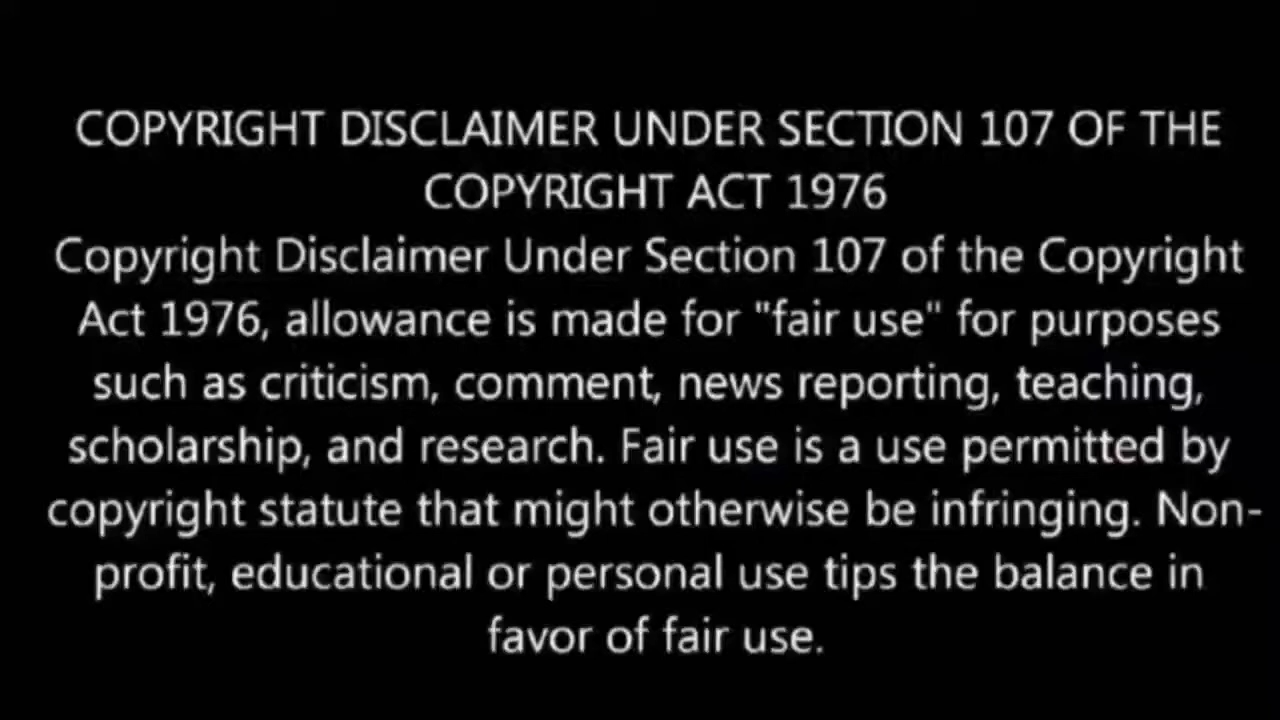 COPYRIGHT DISCLAIMER UNDER SECTION 107 OF THE
COPYRIGHT ACT 1976
Copyright Disclaimer Under Section 107 of the Copyright
Act 1976, allowance is made for "fair use" for purposes
such as criticism, comment, news reporting, teaching,
scholarship, and research. Fair use is a use permitted by
copyright statute that might otherwise be infringing. Non-
profit, educational or personal use tips the balance in
favor of fair use.